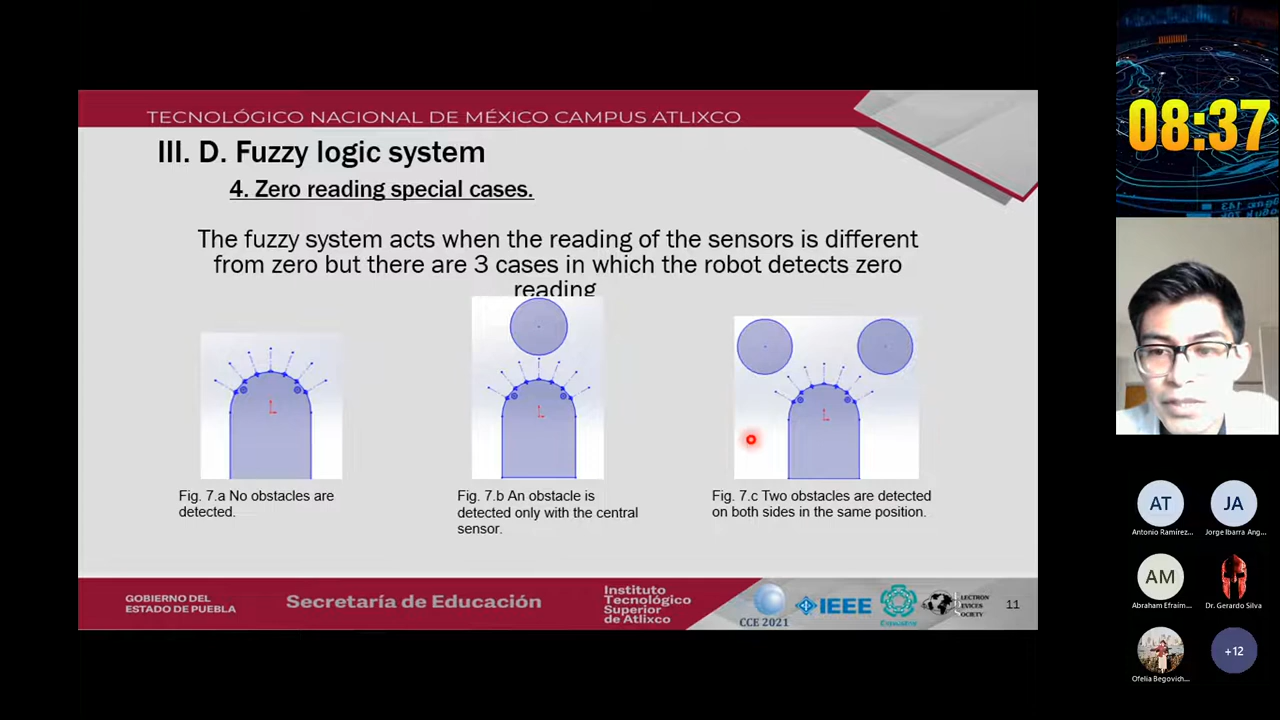 TECNOLÓGICO NACIONAL DE MÉXICO CAMPUS ATLIXCO
III. D. Fuzzy logic system
4. Zero reading special cases.
The fuzzy system acts when the reading of the sensors is different
from zero but there are 3 cases in which the robot detects zero
reading
Fig. 7.a No obstacles are
detected.
Fig. 7.b An obstacle is
detected only with the central
sensor.
Fig. 7.c Two obstacles are detected
on both sides in the same position.
GOBIERNO DEL
ESTADO DE PUEBLA
Secretaría de Educación
Instituto
Tecnológico
Superior
de Atlixco
CCE 2021
IEEE
Cinvestav
LECTRON
EVICES
OCIETY
11
08:37
AT
Antonio Ramírez...
JA
Jorge Ibarra Ang...
AM
Abraham Efraím...
Dr. Gerardo Silva
Ofelia Begovich...
+12